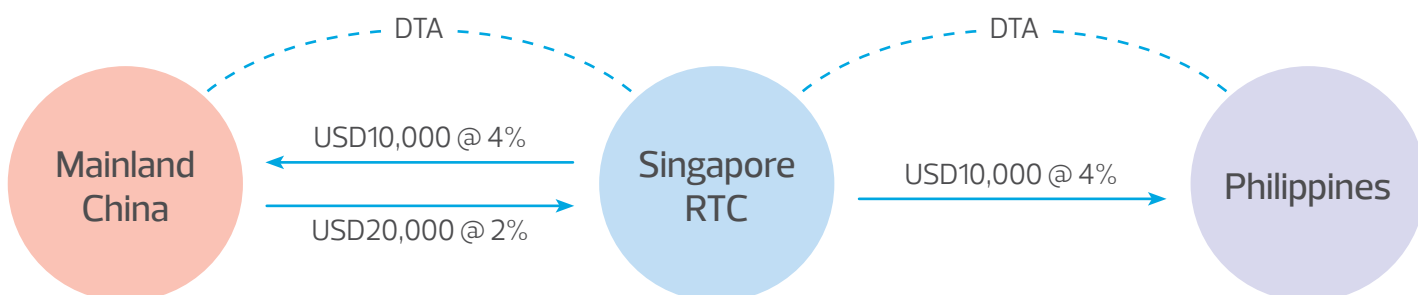 DTA
DTA
USD10,000 @ 4%
Mainland
China
USD20,000 @ 2%
Singapore
RTC
USD10,000 @ 4%
Philippines